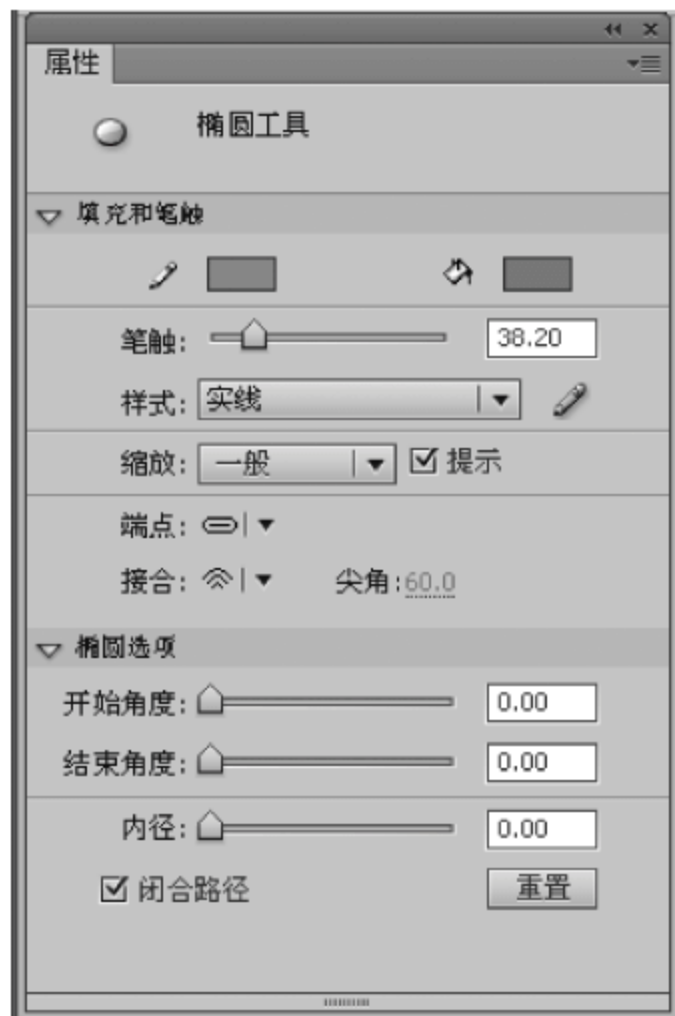 属性
椭圆工具
填充和笔触
笔触: 38.20
样式: 实线
缩放: 一般 提示
端点:
接合: 尖角:60.0
椭圆选项
开始角度: 0.00
结束角度: 0.00
内径: 0.00
闭合路径 重置